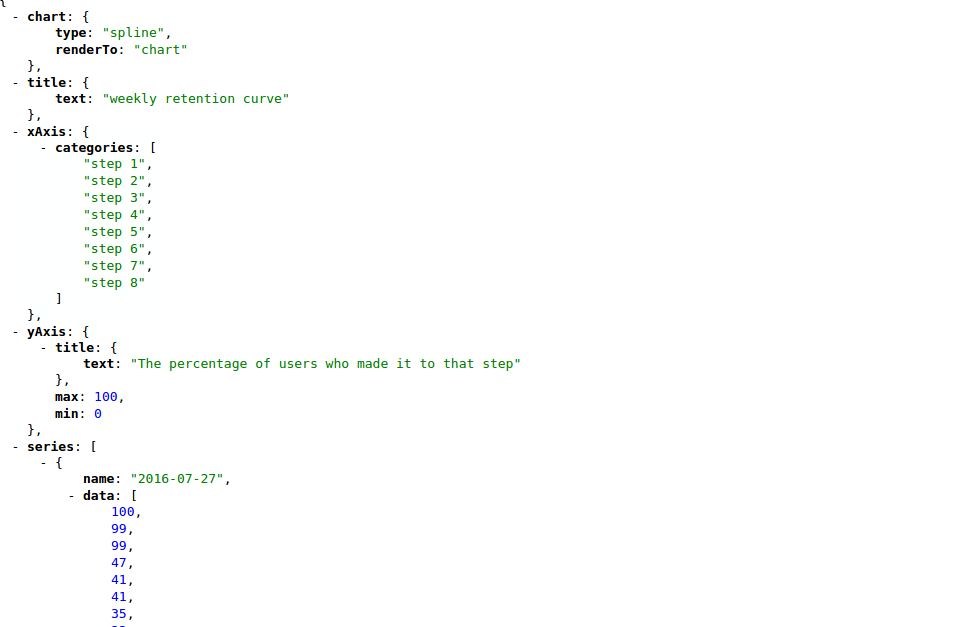 {
- chart: {
type: "spline",
renderTo: "chart"
},
- title: {
text: "weekly retention curve"
},
- xAxis: {
- categories: [
"step 1",
"step 2",
"step 3",
"step 4",
"step 5",
"step 6",
"step 7",
"step 8"
]
},
- yAxis: {
- title: {
text: "The percentage of users who made it to that step"
},
max: 100,
min: 0
},
- series: [
- {
name: "2016-07-27",
- data: [
100,
99,
99,
47,
41,
41,
35,